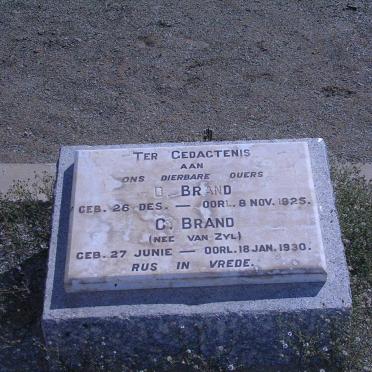 TER GEDACTENIS
AAN
ONS DIERBARE OUERS
BRAND
GEB. 26 DES. — OORL. 8 NOV. 1925.
C. BRAND
(NEE VAN ZYL)
GEB. 27 JUNIE — OORL. 18 JAN. 1930.
RUS IN VREDE.